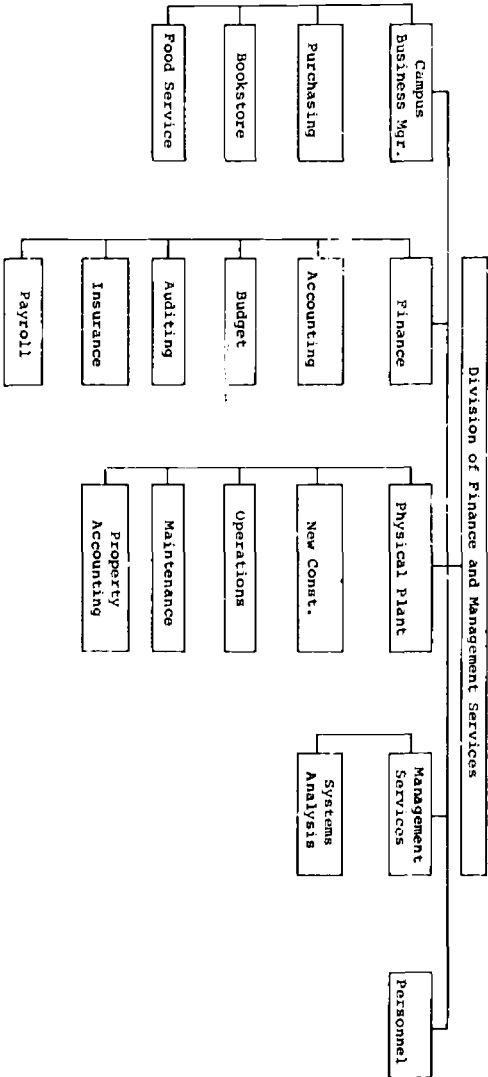 Division of Finance and Management Services
Campus
Business Mgr.
Purchasing
Bookstore
Food Service
Finance
Accounting
Budget
Auditing
Insurance
Payroll
Physical Plant
New Const.
Operations
Maintenance
Property
Accounting
Management
Services
Systems
Analysis
Personnel